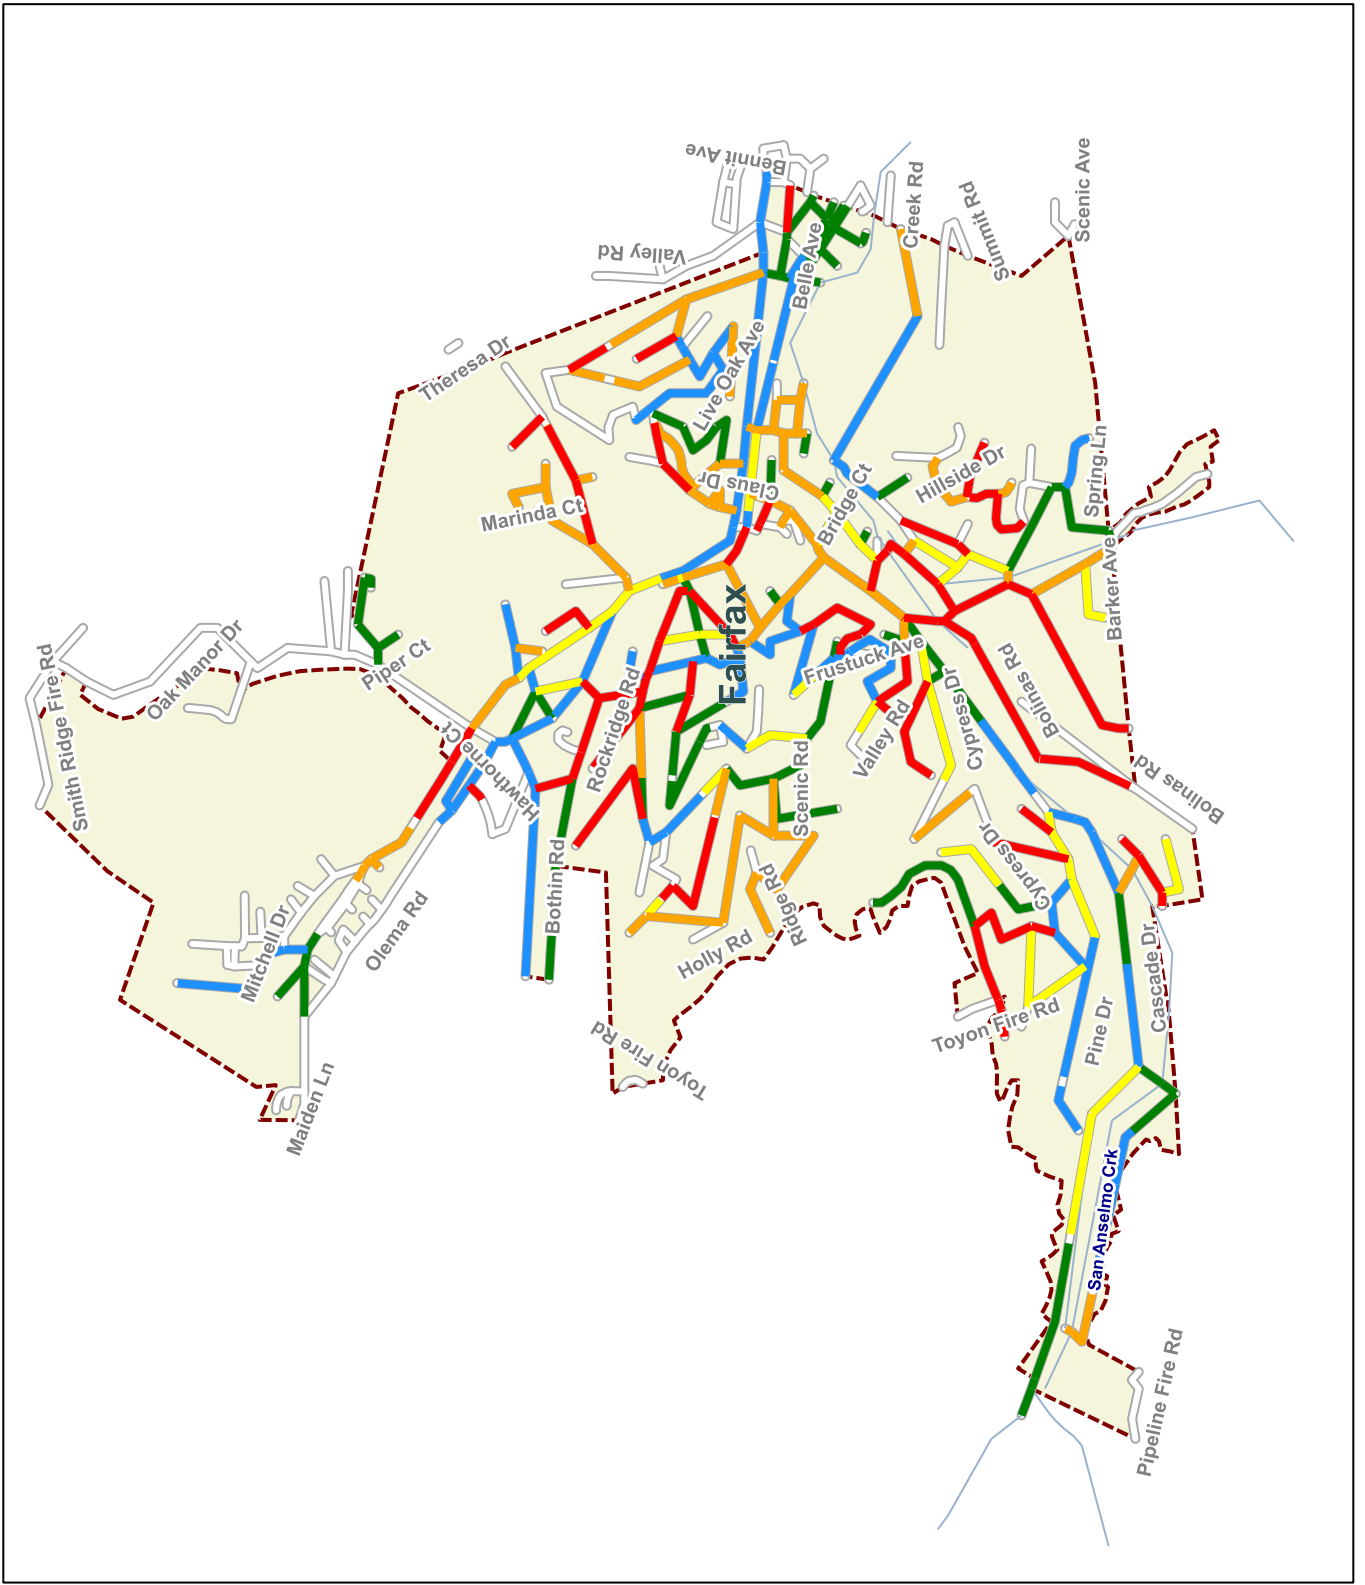 Bennit Ave
Scenic Ave
Creek Rd
Summit Rd
Valley Rd
Belle Ave
Theresa Dr
Live Oak Ave
Claus Dr
Bridge Ct
Hillside Dr
Spring Ln
Marinda Ct
Barker Ave
Fairfax
Oak Manor Dr
Piper Ct
Smith Ridge Fire Rd
Frustuck Ave
Cypress Dr
Bolinas Rd
Rockridge Rd
Valley Rd
Hawthorne Ct
Scenic Rd
Bolinas Rd
Bothin Rd
Cypress Dr
Ridge Rd
Mitchell Dr
Olema Rd
Holly Rd
Cascade Dr
Toyon Fire Rd
Pine Dr
Toyon Fire Rd
Maiden Ln
San Anselmo Crk
Pipeline Fire Rd